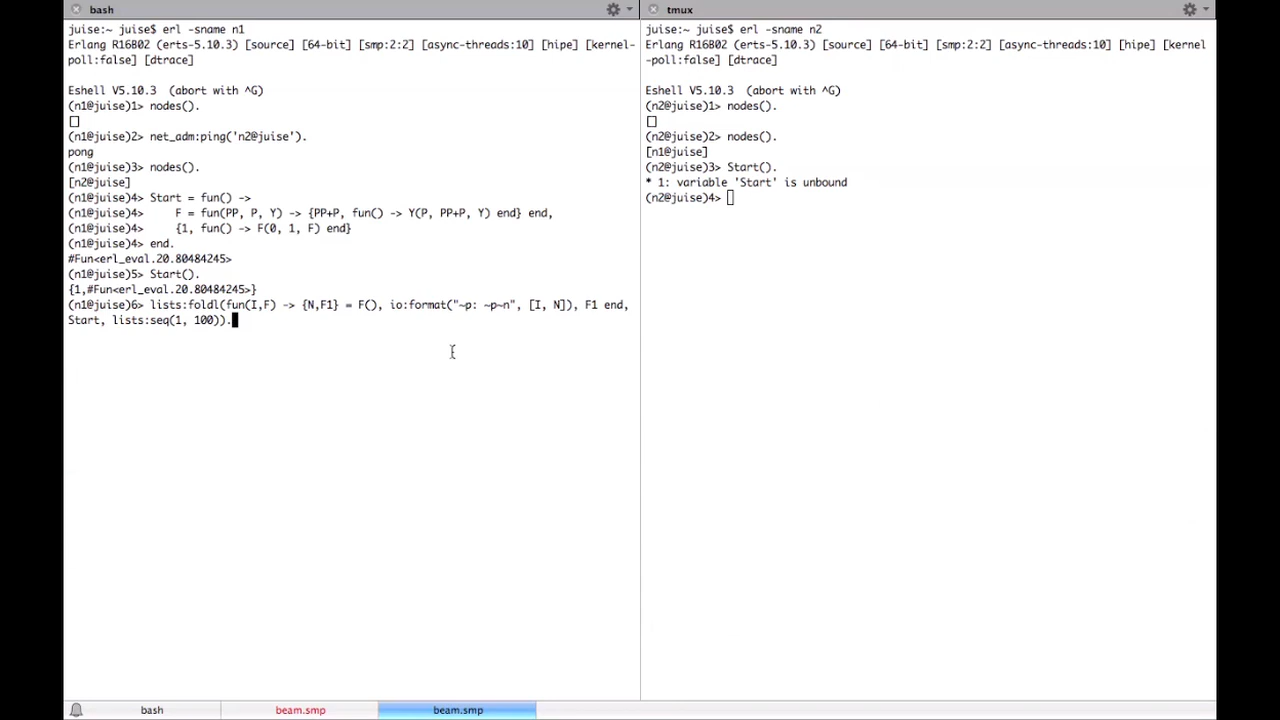 bash
juise:~ juise$ erl -sname n1
Erlang R16B02 (erts-5.10.3) [source] [64-bit] [smp:2:2] [async-threads:10] [hipe] [kernel-
poll:false] [dtrace]
Eshell V5.10.3  (abort with ^G)
(n1@juise)1> nodes().
[]
(n1@juise)2> net_adm:ping('n2@juise').
pong
(n1@juise)3> nodes().
[n2@juise]
(n1@juise)4> Start = fun() ->
(n1@juise)4>     F = fun(PP, P, Y) -> {PP+P, fun() -> Y(P, PP+P, Y) end} end,
(n1@juise)4>     {1, fun() -> F(0, 1, F) end}
(n1@juise)4> end.
#Fun<erl_eval.20.80484245>
(n1@juise)5> Start().
{1,#Fun<erl_eval.20.80484245>}
(n1@juise)6> lists:foldl(fun(I,F) -> {N,F1} = F(), io:format("~p: ~p~n", [I, N]), F1 end,
Start, lists:seq(1, 100)).
tmux
juise:~ juise$ erl -sname n2
Erlang R16B02 (erts-5.10.3) [source] [64-bit] [smp:2:2] [async-threads:10] [hipe] [kernel
-poll:false] [dtrace]
Eshell V5.10.3  (abort with ^G)
(n2@juise)1> nodes().
[]
(n2@juise)2> nodes().
[n1@juise]
(n2@juise)3> Start().
* 1: variable 'Start' is unbound
(n2@juise)4>
bash
beam.smp
beam.smp